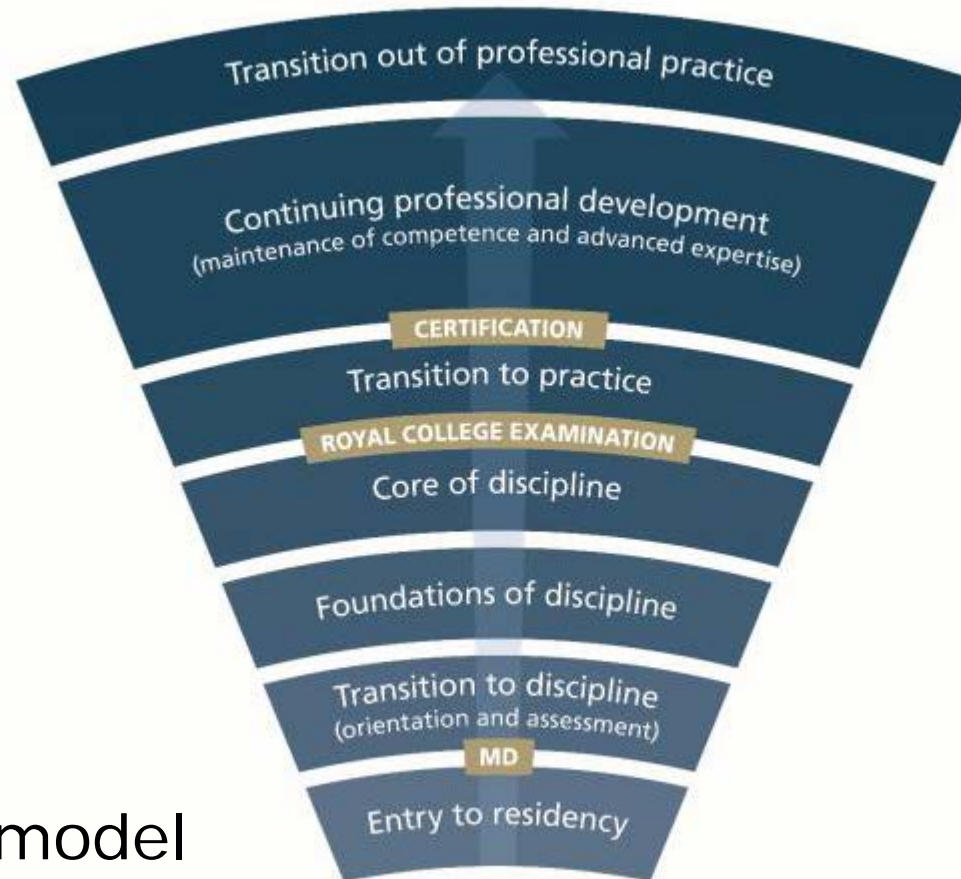 Transition out of professional practice
Continuing professional development
(maintenance of competence and advanced expertise)
CERTIFICATION
Transition to practice
ROYAL COLLEGE EXAMINATION
Core of discipline
Foundations of discipline
Transition to discipline
(orientation and assessment)
MD
Entry to residency
model